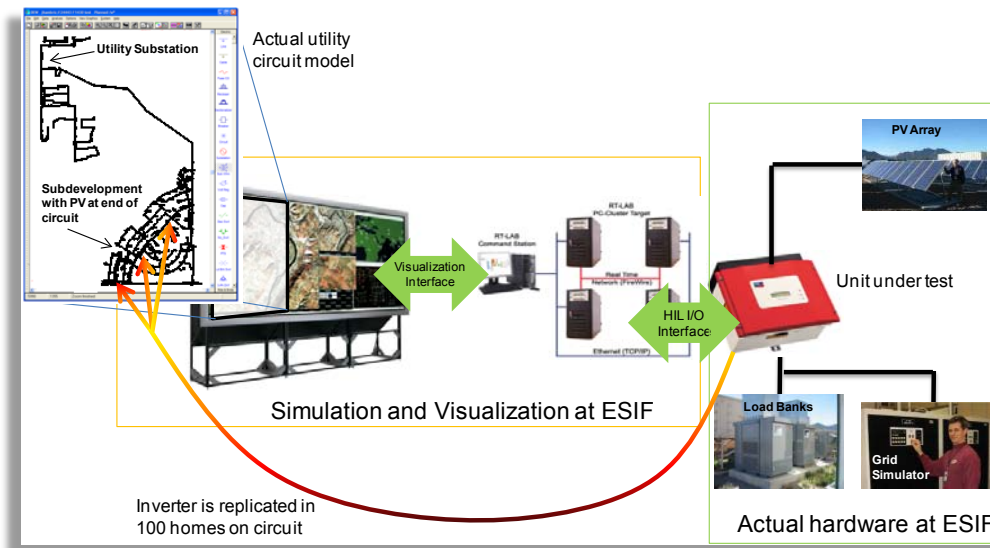 Utility Substation
Subdevelopment
with PV at end of
circuit
Actual utility
circuit model
Visualization
Interface
RT-LAB
PC-Cluster Target
RT-LAB
Command Station
Real Time
Network (FireWire)
Ethernet (TCP/IP)
HIL I/O
Interface
Simulation and Visualization at ESIF
Inverter is replicated in
100 homes on circuit
PV Array
Unit under test
Load Banks
Grid
Simulator
Actual hardware at ESIF